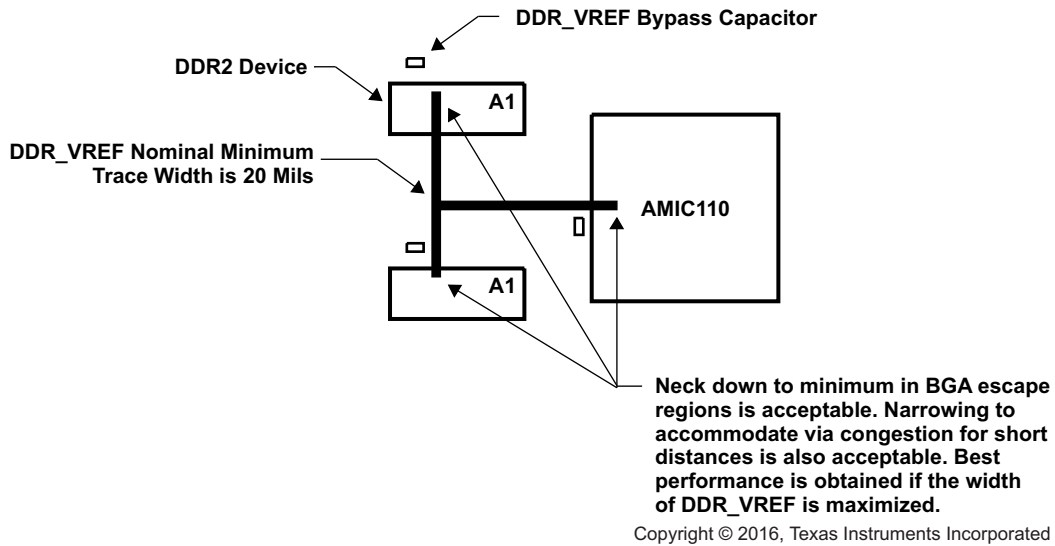 DDR_VREF Bypass Capacitor
DDR2 Device
A1
DDR_VREF Nominal Minimum
Trace Width is 20 Mils
AMIC110
A1
Neck down to minimum in BGA escape
regions is acceptable. Narrowing to
accommodate via congestion for short
distances is also acceptable. Best
performance is obtained if the width
of DDR_VREF is maximized.
Copyright © 2016, Texas Instruments Incorporated